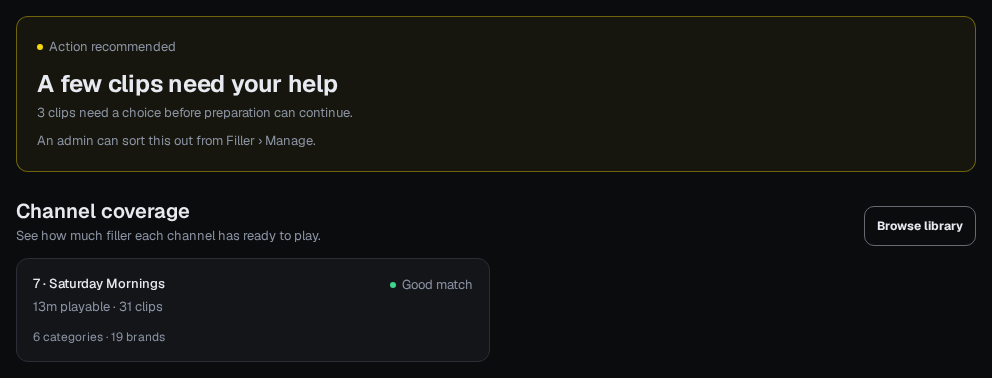 Action recommended
A few clips need your help
3 clips need a choice before preparation can continue.
An admin can sort this out from Filler › Manage.
Channel coverage
See how much filler each channel has ready to play.
Browse library
7 · Saturday Mornings
Good match
13m playable · 31 clips
6 categories · 19 brands